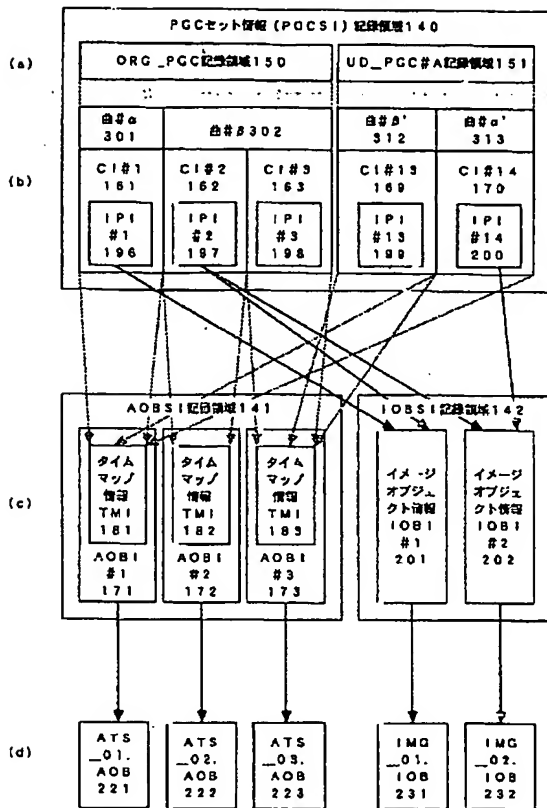 PGCセット情報(PGCSI)記録領域140
(a)
ORG_PGC記録領域150
UD_PGC#A記録領域151
曲#α
301
曲#β302
曲#β'
312
曲#α'
313
(b)
CI#1
161
CI#2
162
CI#3
163
CI#13
169
CI#14
170
IPI
#1
196
IPI
#2
197
IPI
#3
198
IPI
#13
199
IPI
#14
200
AOBSI記録領域141
IOBSI記録領域142
(c)
タイム
マップ
情報
TMI
181
タイム
マップ
情報
TMI
182
タイム
マップ
情報
TMI
183
イメージ
オブジェ
クト情報
IOBI
#1
201
イメージ
オブジェ
クト情報
IOBI
#2
202
AOBI
#1
171
AOBI
#2
172
AOBI
#3
173
(d)
ATS
_01.
AOB
221
ATS
_02.
AOB
222
ATS
_03.
AOB
223
IMG
_01.
IOB
231
IMG
_02.
IOB
232